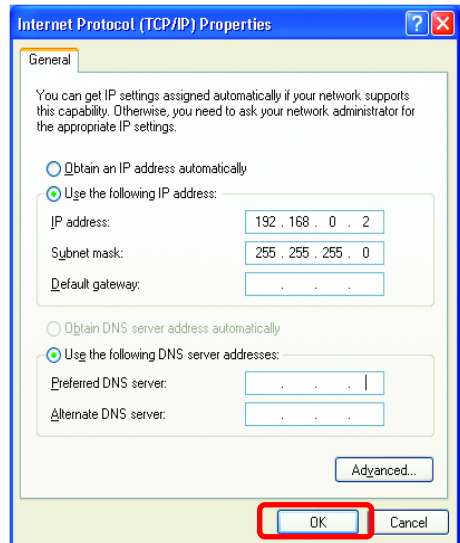 Internet Protocol (TCP/IP) Properties
General
You can get IP settings assigned automatically if your network supports
this capability. Otherwise, you need to ask your network administrator for
the appropriate IP settings.
Obtain an IP address automatically
Use the following IP address:
IP address: 192 . 168 . 0 . 2
Subnet mask: 255 . 255 . 255 . 0
Default gateway: . . .
Obtain DNS server address automatically
Use the following DNS server addresses:
Preferred DNS server: . . .
Alternate DNS server: . . .
Advanced...
OK Cancel